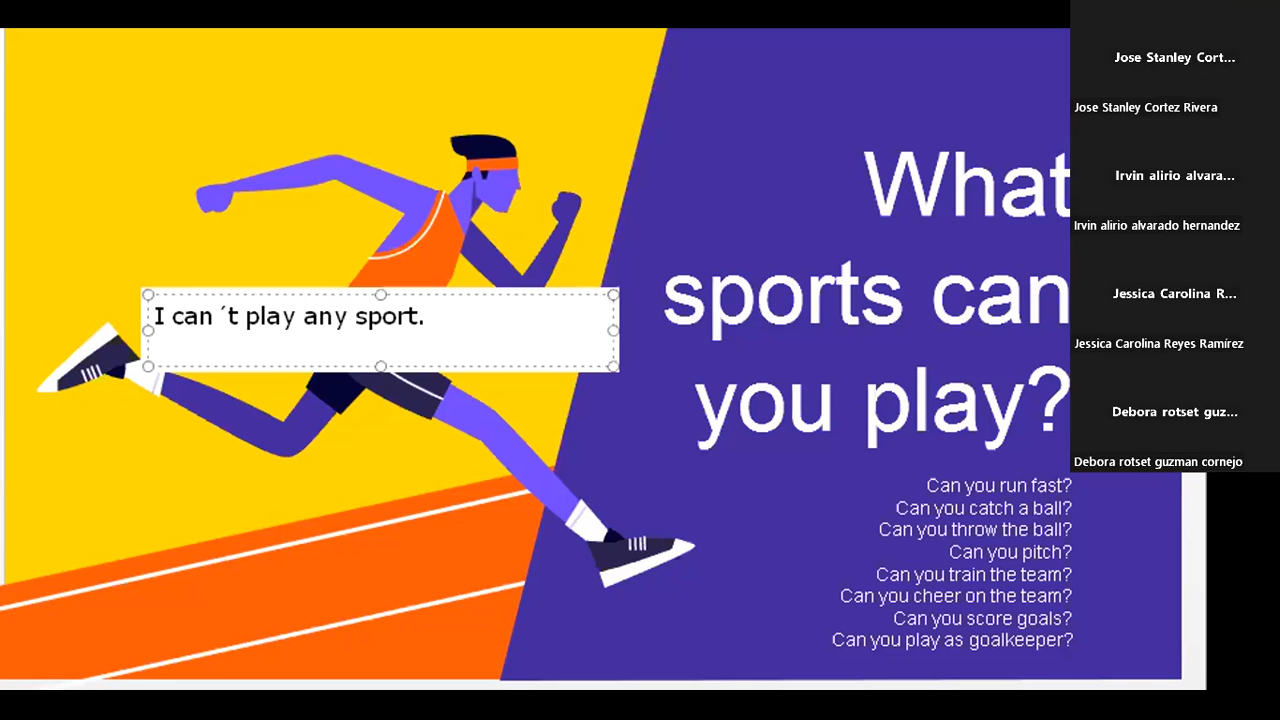 What
sports can
you play?
I can ´t play any sport.
Can you run fast?
Can you catch a ball?
Can you throw the ball?
Can you pitch?
Can you train the team?
Can you cheer on the team?
Can you score goals?
Can you play as goalkeeper?
Jose Stanley Cort...
Jose Stanley Cortez Rivera
Irvin alirio alvara...
Irvin alirio alvarado hernandez
Jessica Carolina R...
Jessica Carolina Reyes Ramírez
Debora rotset guz...
Debora rotset guzman cornejo